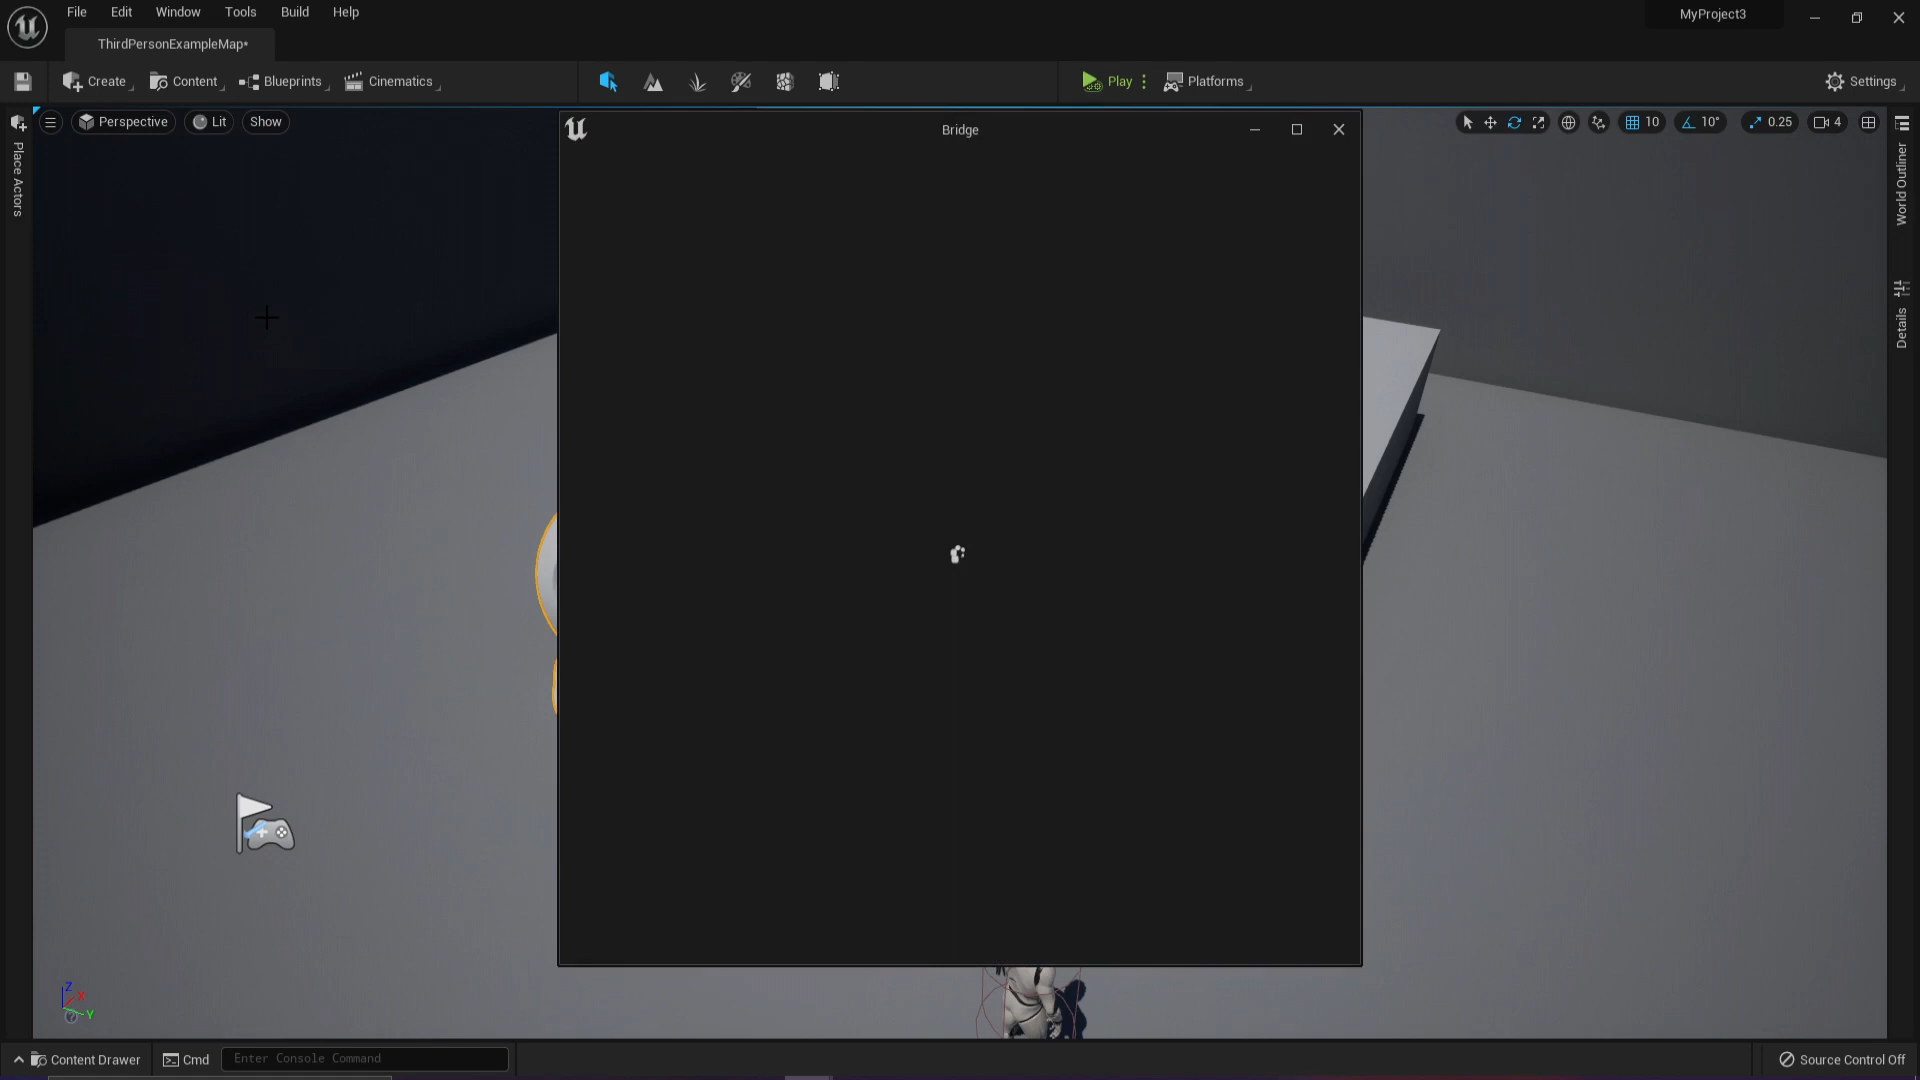 File Edit Window Tools Build Help
MyProject3
ThirdPersonExampleMap*
Create Content Blueprints Cinematics Play Platforms Settings
Perspective Lit Show
Bridge
10 10° 0.25 4
Place Actors
World Outliner
Details
Z
X
Y
Content Drawer Cmd Enter Console Command Source Control Off